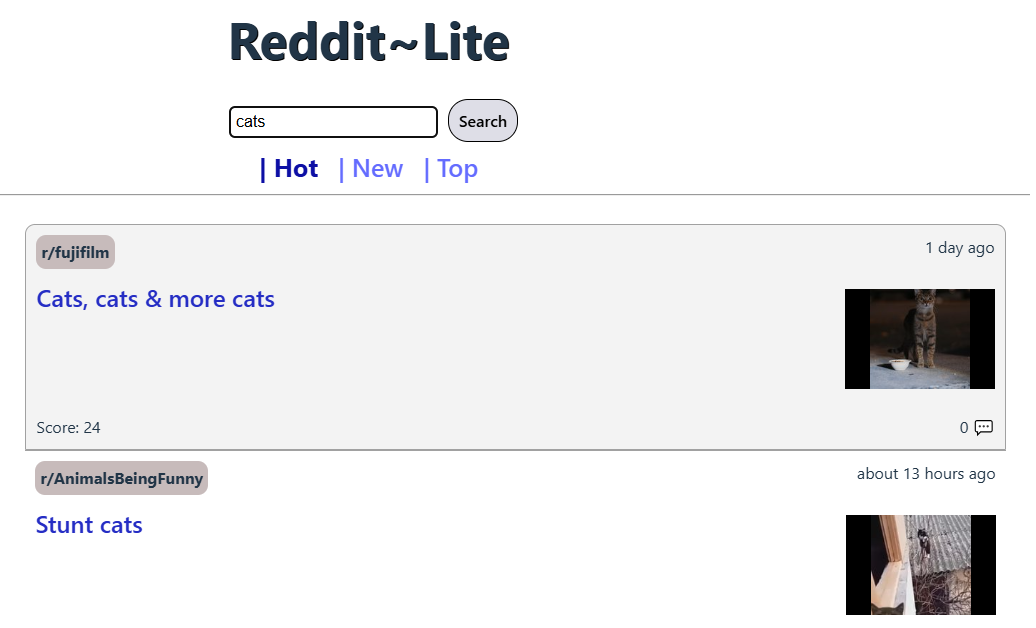 Reddit~Lite
cats Search
| Hot | New | Top
r/fujifilm 1 day ago
Cats, cats & more cats
Score: 24 0
r/AnimalsBeingFunny about 13 hours ago
Stunt cats